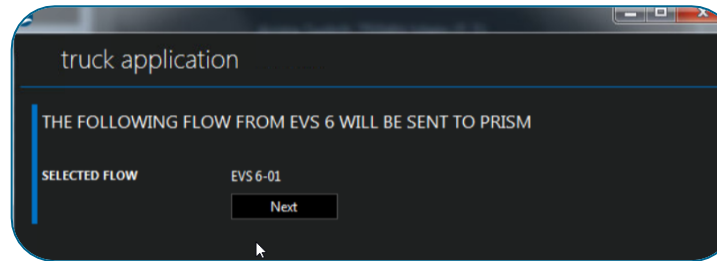 truck application
THE FOLLOWING FLOW FROM EVS 6 WILL BE SENT TO PRISM
SELECTED FLOW EVS 6-01
Next